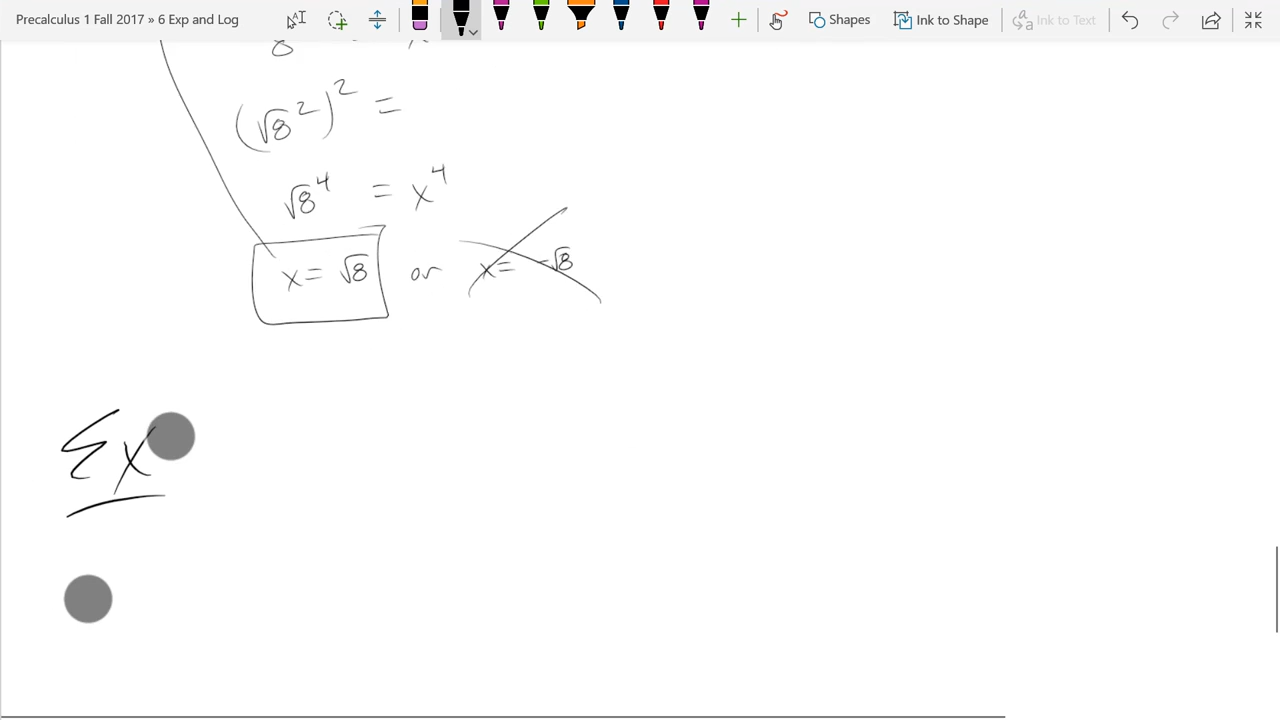 Precalculus 1 Fall 2017 » 6 Exp and Log
Shapes
Ink to Shape
Ink to Text
8
(√8²)² =
√8⁴ = x⁴
x = √8 or x = -√8
Ex